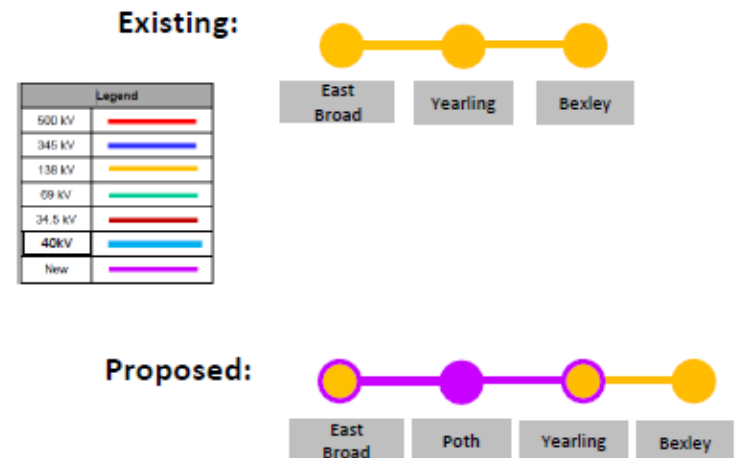 Existing:
East
Broad
Yearling
Bexley
Legend
500 kV
345 kV
138 kV
69 kV
34.5 kV
40kV
New
Proposed:
East
Broad
Poth
Yearling
Bexley